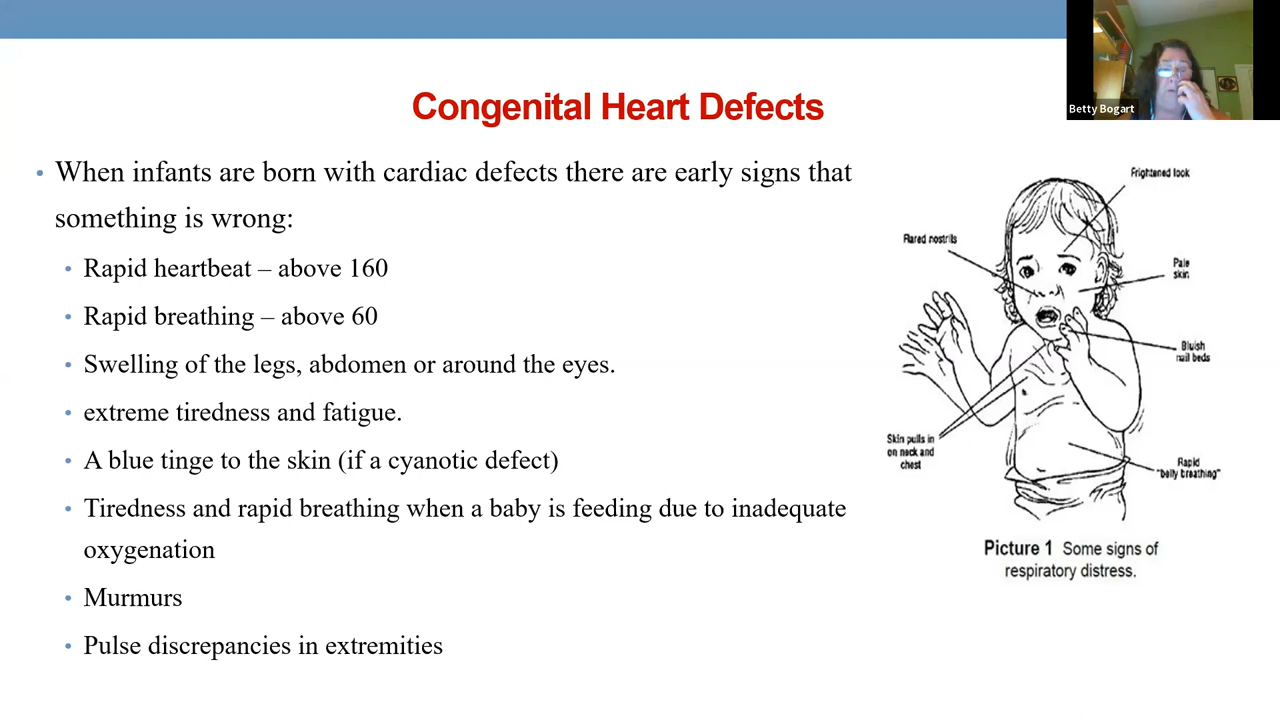 Betty Bogart
Congenital Heart Defects
• When infants are born with cardiac defects there are early signs that
something is wrong:
• Rapid heartbeat – above 160
• Rapid breathing – above 60
• Swelling of the legs, abdomen or around the eyes.
• extreme tiredness and fatigue.
• A blue tinge to the skin (if a cyanotic defect)
• Tiredness and rapid breathing when a baby is feeding due to inadequate
oxygenation
• Murmurs
• Pulse discrepancies in extremities
Frightened look
Flared nostrils
Pale
skin
Bluish
nail beds
Skin pulls in
on neck and
chest
Rapid
"belly breathing"
Picture 1 Some signs of
respiratory distress.